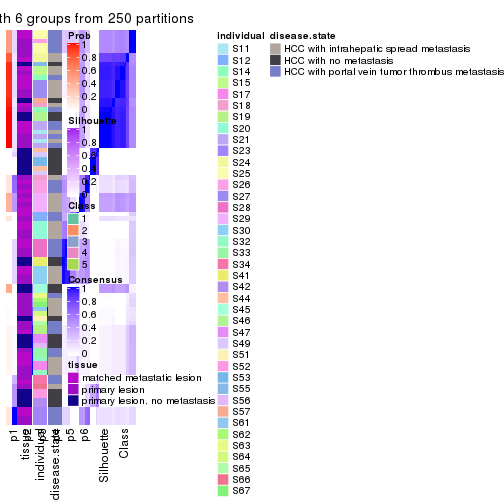 th 6 groups from 250 partitions
Prob
1
0.8
0.6
0.4
0.2
0
Silhouette
1
0.8
0.2
0
Class
1
2
3
4
5
Consensus
1
0.8
0.6
0.4
0.2
0
tissue
matched metastatic lesion
primary lesion
primary lesion. no metastasis
individual
S11
S12
S14
S15
S17
S18
S19
S20
S21
S23
S24
S25
S26
S27
S28
S29
S30
S32
S33
S34
S41
S42
S44
S45
S46
S47
S49
S51
S52
S53
S55
S56
S57
S61
S62
S63
S64
S65
S66
S67
disease.state
HCC with intrahepatic spread metastasis
HCC with no metastasis
HCC with portal vein tumor thrombus metastasis
p1
tissue
individual
disease.state
p5
p6
Silhouette
Class